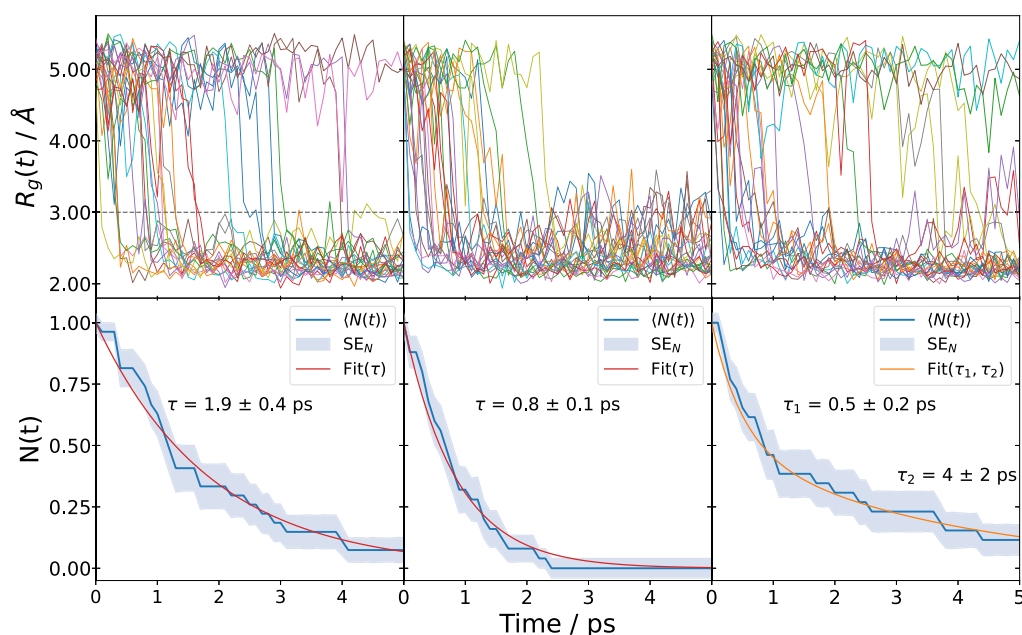 R_g(t) / Å
5.00
4.00
3.00
2.00
N(t)
1.00
0.75
0.50
0.25
0.00
⟨N(t)⟩
SE_N
Fit(τ)
τ = 1.9 ± 0.4 ps
⟨N(t)⟩
SE_N
Fit(τ)
τ = 0.8 ± 0.1 ps
⟨N(t)⟩
SE_N
Fit(τ₁, τ₂)
τ₁ = 0.5 ± 0.2 ps
τ₂ = 4 ± 2 ps
0 1 2 3 4 0 1 2 3 4 0 1 2 3 4 5
Time / ps